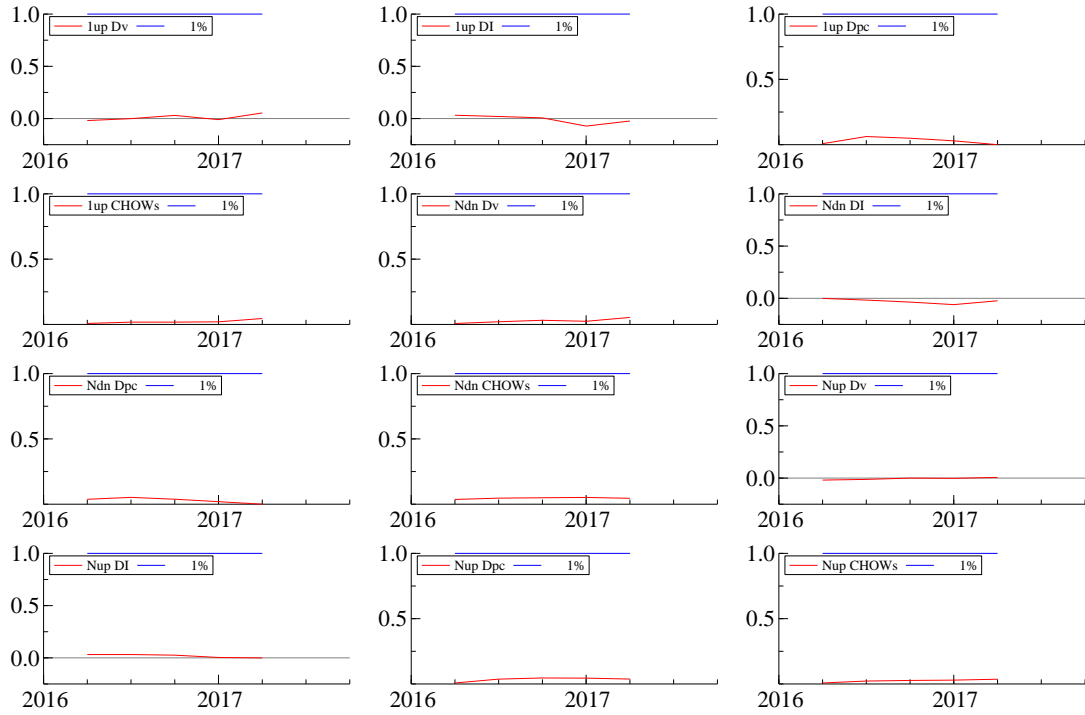 1.0 1up Dv 1% 1.0 1up DI 1% 1.0 1up Dpc 1%
0.5 0.5 0.5
0.0 0.0
2016 2017 2016 2017 2016 2017
1.0 1up CHOWs 1% 1.0 Ndn Dv 1% 1.0 Ndn DI 1%
0.5 0.5 0.5
0.0
2016 2017 2016 2017 2016 2017
1.0 Ndn Dpc 1% 1.0 Ndn CHOWs 1% 1.0 Nup Dv 1%
0.5 0.5 0.5
0.0
2016 2017 2016 2017 2016 2017
1.0 Nup DI 1% 1.0 Nup Dpc 1% 1.0 Nup CHOWs 1%
0.5 0.5 0.5
0.0
2016 2017 2016 2017 2016 2017